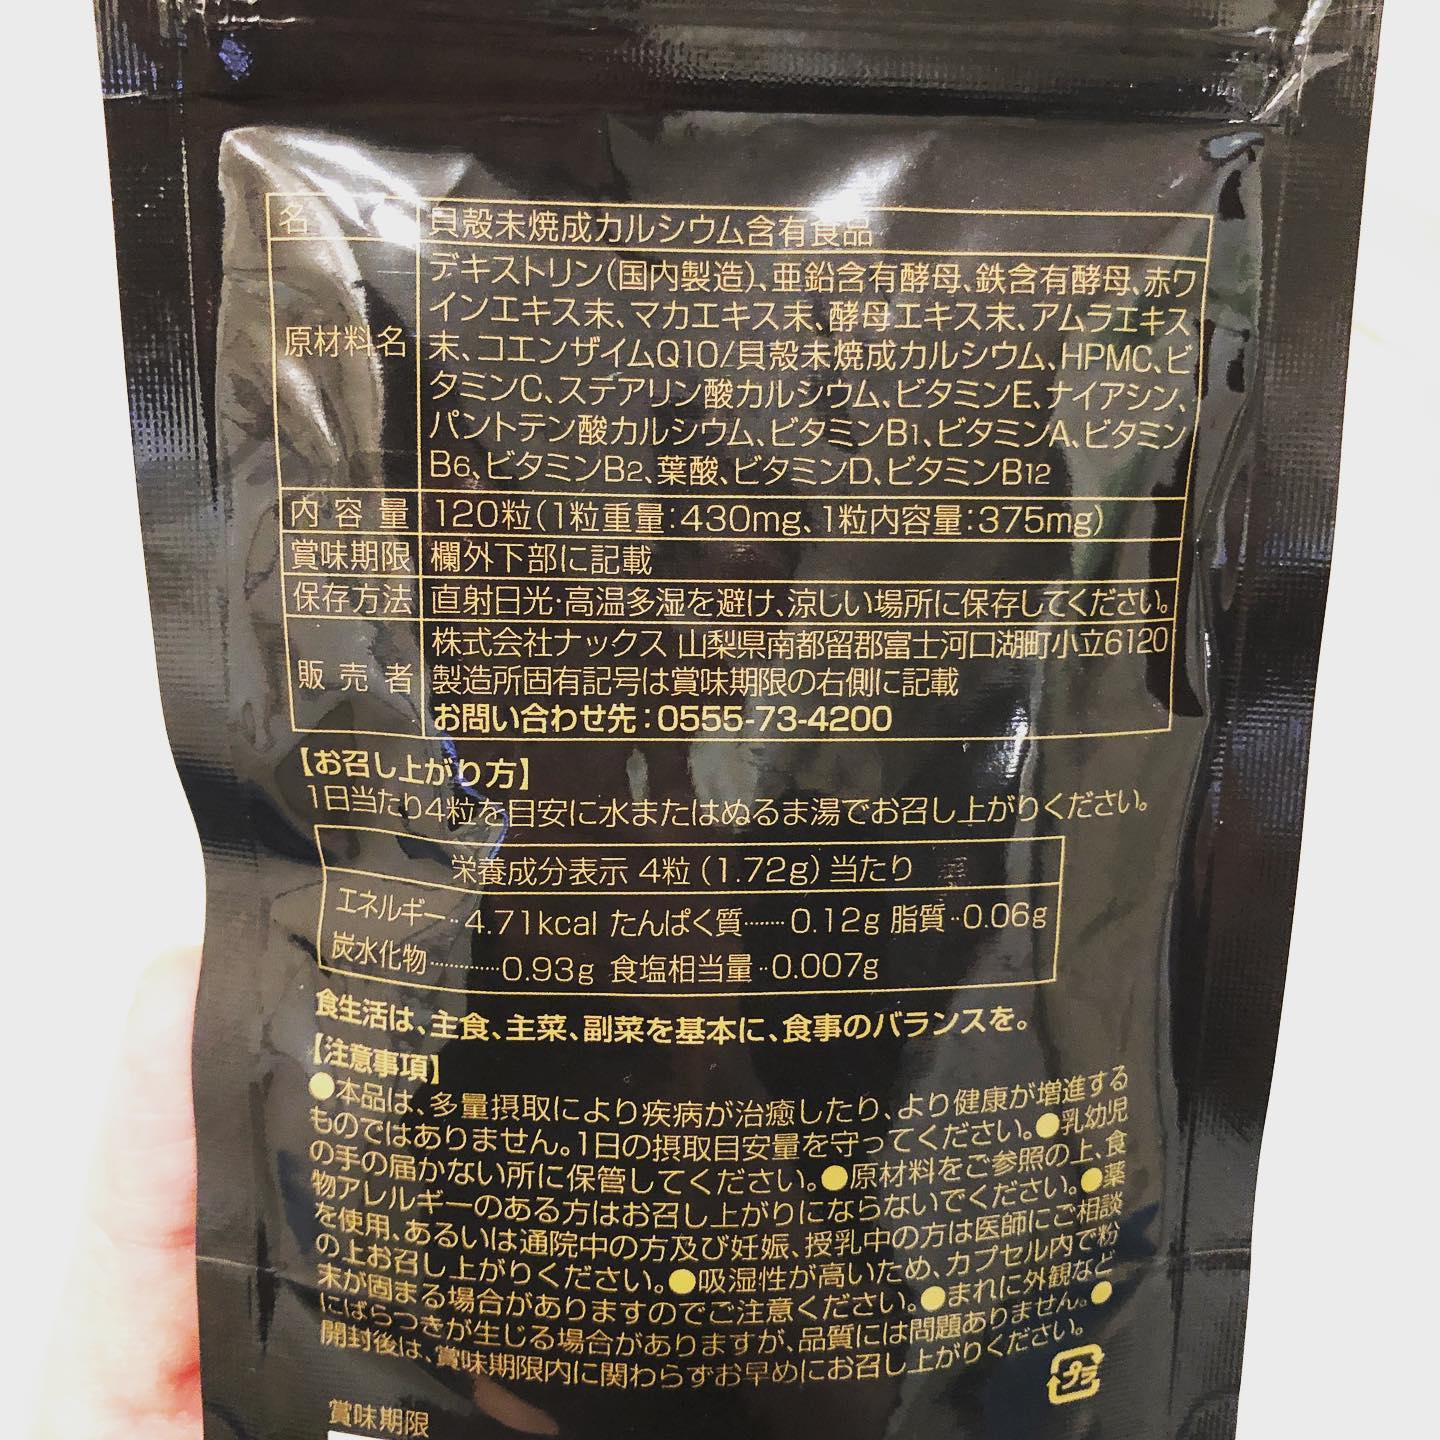 名 貝殻未焼成カルシウム含有食品
原材料名
デキストリン(国内製造)、亜鉛含有酵母、鉄含有酵母、赤ワ
インエキス末、マカエキス末、酵母エキス末、アムラエキス
末、コエンザイムQ10/貝殻未焼成カルシウム、HPMC、ビ
タミンC、ステアリン酸カルシウム、ビタミンE、ナイアシン、
パントテン酸カルシウム、ビタミンB1、ビタミンA、ビタミン
B6、ビタミンB2、葉酸、ビタミンD、ビタミンB12
内容量 120粒(1粒重量:430mg、1粒内容量:375mg)
賞味期限 欄外下部に記載
保存方法 直射日光・高温多湿を避け、涼しい場所に保存してください。
販売者
株式会社ナックス 山梨県南都留郡富士河口湖町小立6120
製造所固有記号は賞味期限の右側に記載
お問い合わせ先:0555-73-4200
【お召し上がり方】
1日当たり4粒を目安に水またはぬるま湯でお召し上がりください。
栄養成分表示 4粒(1.72g)当たり
エネルギー‥4.71kcal たんぱく質……0.12g 脂質‥0.06g
炭水化物…………0.93g 食塩相当量‥0.007g
食生活は、主食、主菜、副菜を基本に、食事のバランスを。
【注意事項】
●本品は、多量摂取により疾病が治癒したり、より健康が増進する
ものではありません。1日の摂取目安量を守ってください。●乳幼児
の手の届かない所に保管してください。●原材料をご参照の上、食
物アレルギーのある方はお召し上がりにならないでください。●薬
を使用、あるいは通院中の方及び妊娠、授乳中の方は医師にご相談
の上お召し上がりください。●吸湿性が高いため、カプセル内で粉
末が固まる場合がありますのでご注意ください。●まれに外観など
にばらつきが生じる場合がありますが、品質には問題ありません。●
開封後は、賞味期限内に関わらずお早めにお召し上がりください。
プラ
賞味期限